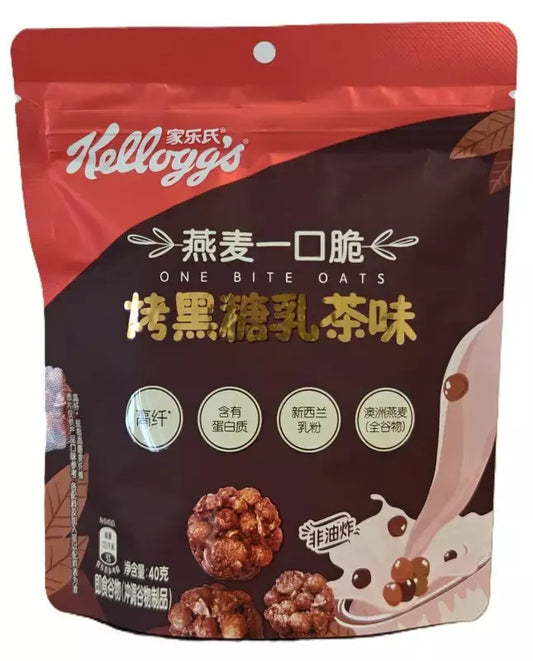 家乐氏®
Kellogg's®
燕麦一口脆
ONE BITE OATS
烤黑糖乳茶味
高纤*
含有
蛋白质
新西兰
乳粉
澳洲燕麦
(全谷物)
非油炸
净含量:40克
即食谷物(冲调谷物制品)